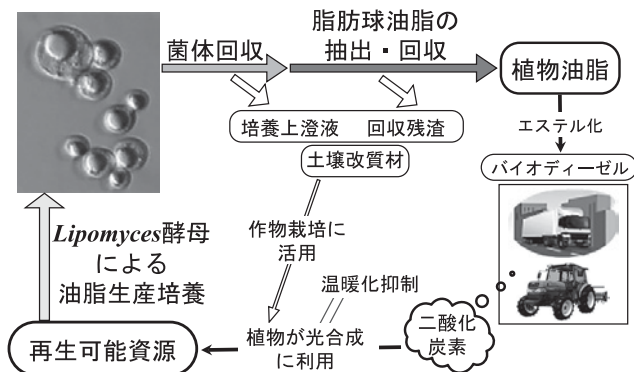 菌体回収
脂肪球油脂の
抽出・回収
植物油脂
培養上澄液 回収残渣
土壌改質材
エステル化
バイオディーゼル
Lipomyces酵母
による
油脂生産培養
作物栽培に
活用
温暖化抑制
二酸化
炭素
植物が光合成
に利用
再生可能資源